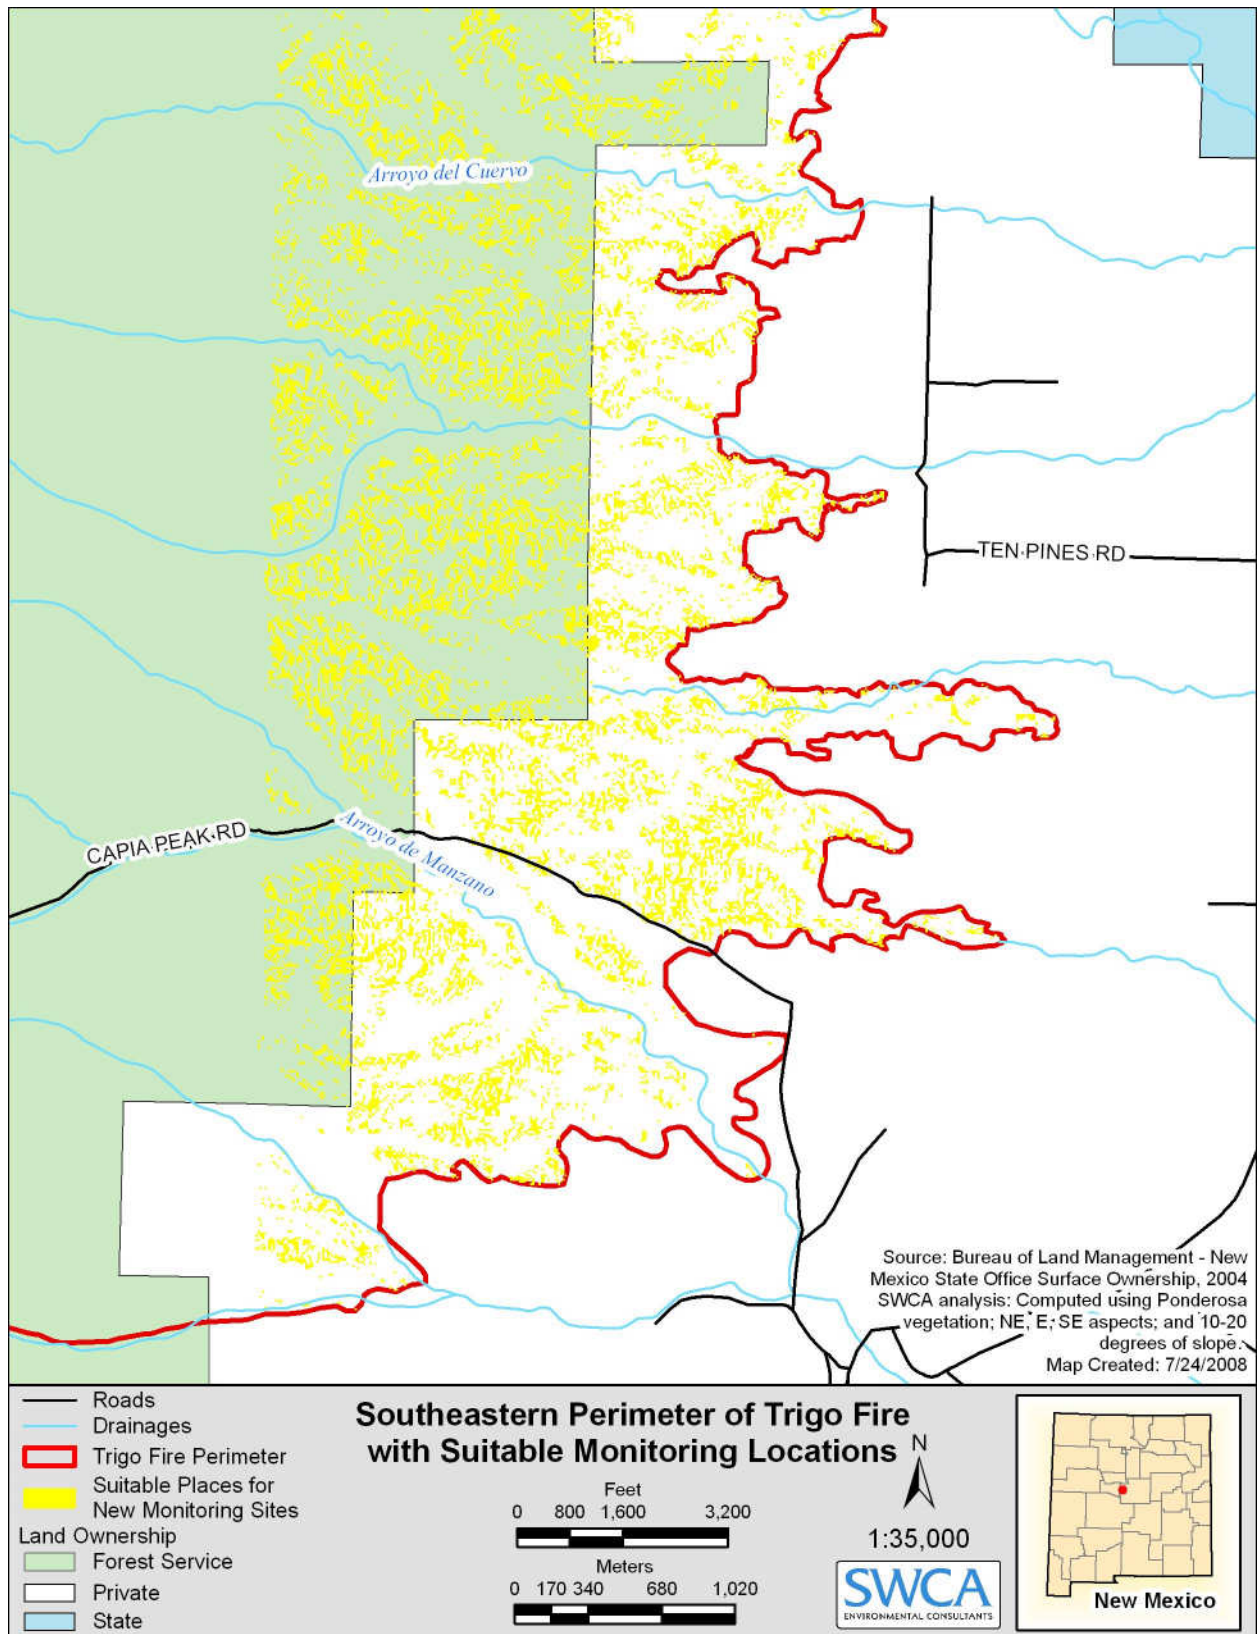 Arroyo del Cuervo
TEN PINES RD
CAPIA PEAK RD
Arroyo de Manzano
Source: Bureau of Land Management - New
Mexico State Office Surface Ownership, 2004
SWCA analysis: Computed using Ponderosa
vegetation; NE, E, SE aspects; and 10-20
degrees of slope.
Map Created: 7/24/2008
Roads
Drainages
Trigo Fire Perimeter
Suitable Places for
New Monitoring Sites
Land Ownership
Forest Service
Private
State
Southeastern Perimeter of Trigo Fire
with Suitable Monitoring Locations
Feet
0 800 1,600 3,200
Meters
0 170 340 680 1,020
N
1:35,000
SWCA
ENVIRONMENTAL CONSULTANTS
New Mexico